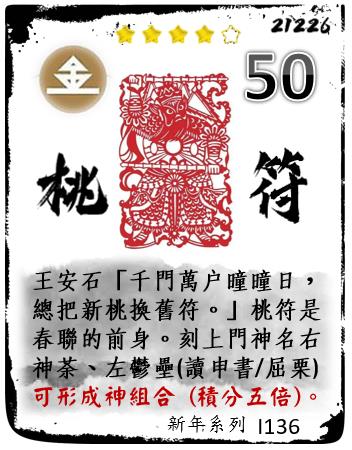 21226
金
50
桃符
王安石「千門萬户曈曈日，
總把新桃換舊符。」桃符是
春聯的前身。刻上門神名右
神荼、左鬱壘(讀申書/屈栗)
可形成神組合 (積分五倍)。
新年系列 I136